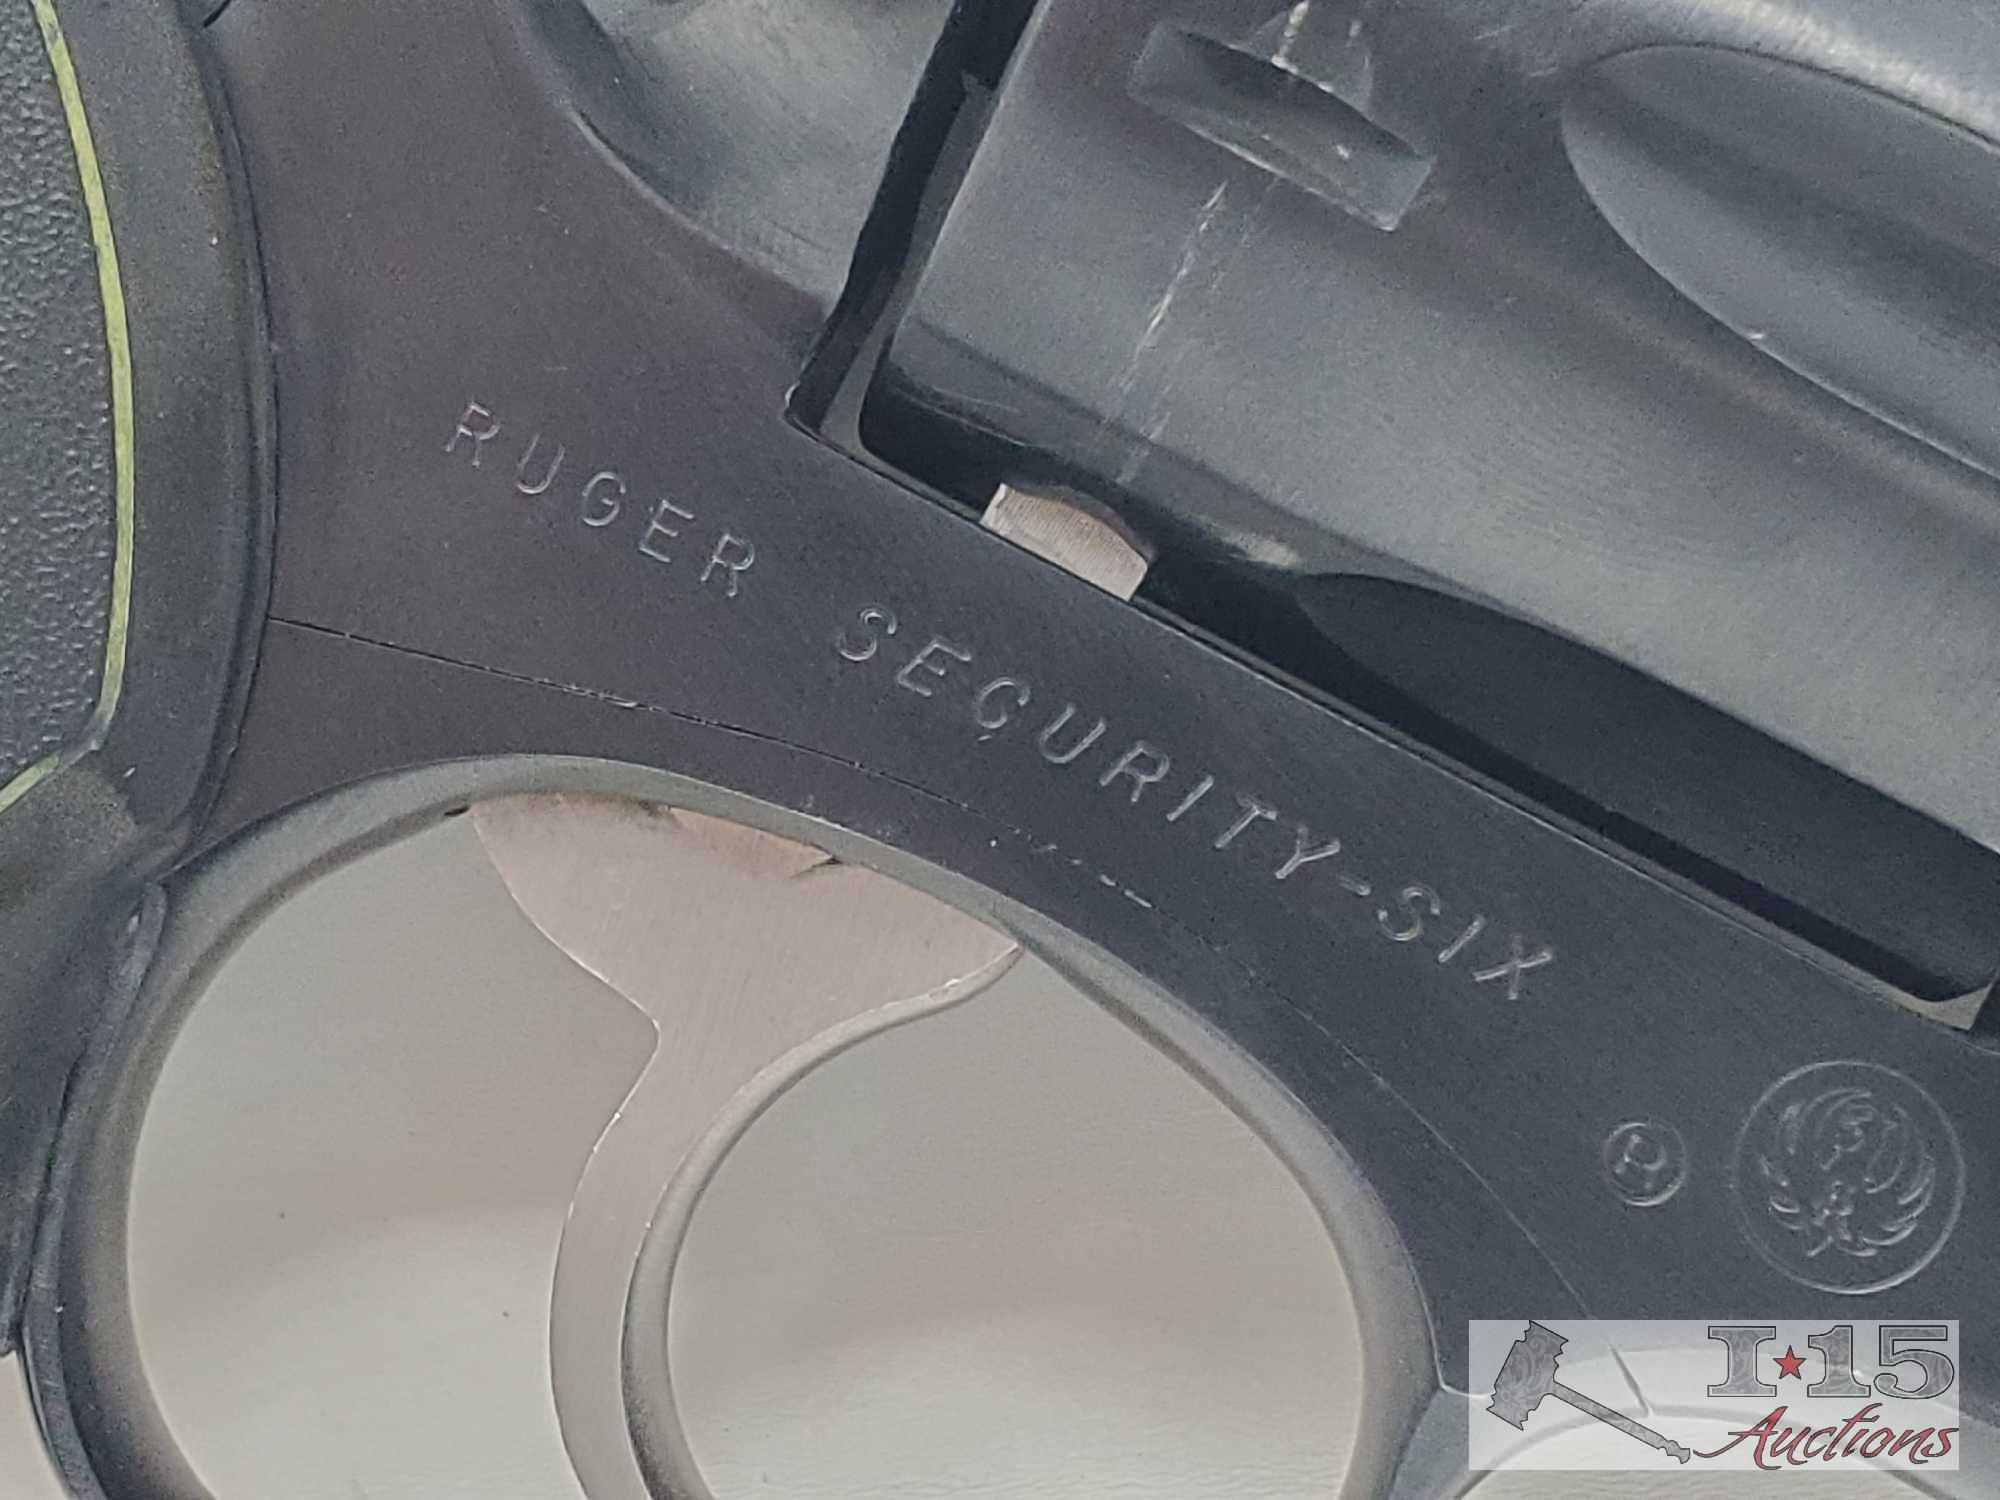 RUGER SECURITY-SIX
®
I★15
Auctions